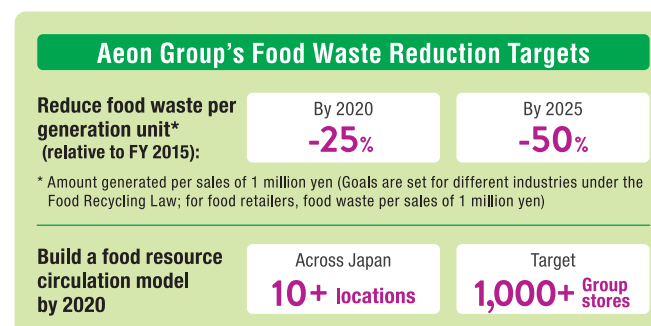 Aeon Group's Food Waste Reduction Targets
Reduce food waste per
generation unit*
(relative to FY 2015):
By 2020
-25%
By 2025
-50%
* Amount generated per sales of 1 million yen (Goals are set for different industries under the
Food Recycling Law; for food retailers, food waste per sales of 1 million yen)
Build a food resource
circulation model
by 2020
Across Japan
10+ locations
Target
1,000+ Group
stores